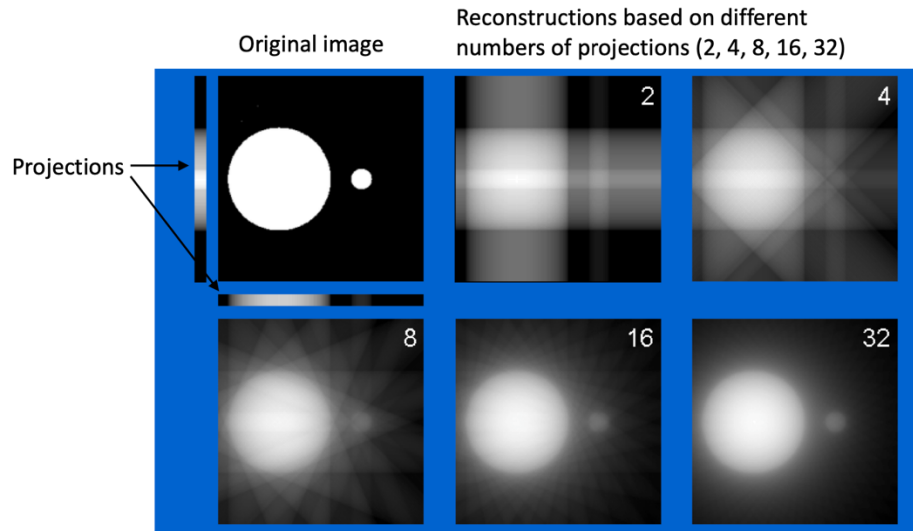 Original image
Reconstructions based on different
numbers of projections (2, 4, 8, 16, 32)
Projections
2
4
8
16
32